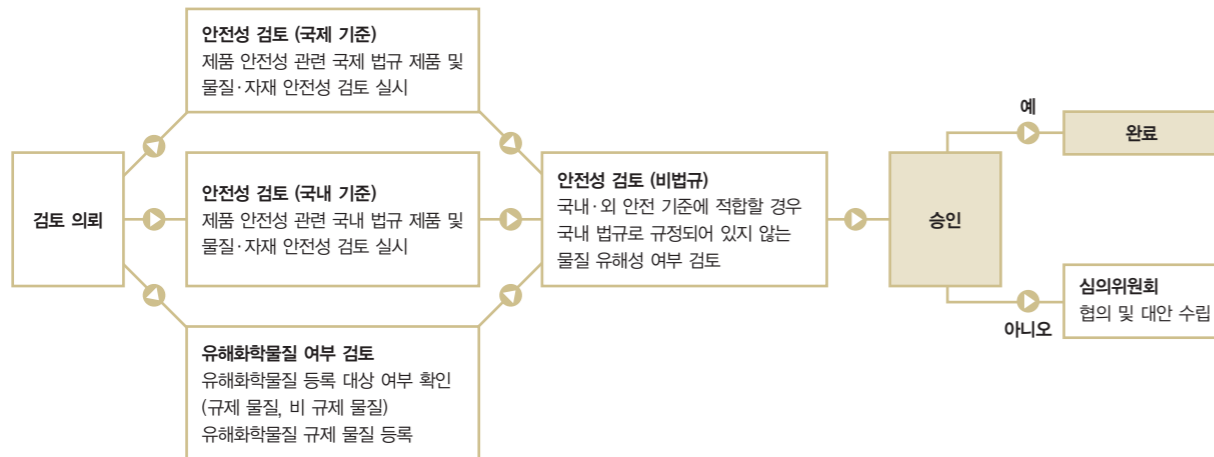 안전성 검토 (국제 기준)
제품 안전성 관련 국제 법규 제품 및
물질·자재 안전성 검토 실시
검토 의뢰
안전성 검토 (국내 기준)
제품 안전성 관련 국내 법규 제품 및
물질·자재 안전성 검토 실시
유해화학물질 여부 검토
유해화학물질 등록 대상 여부 확인
(규제 물질, 비 규제 물질)
유해화학물질 규제 물질 등록
안전성 검토 (비법규)
국내·외 안전 기준에 적합할 경우
국내 법규로 규정되어 있지 않는
물질 유해성 여부 검토
승인
예
완료
아니오
심의위원회
협의 및 대안 수립